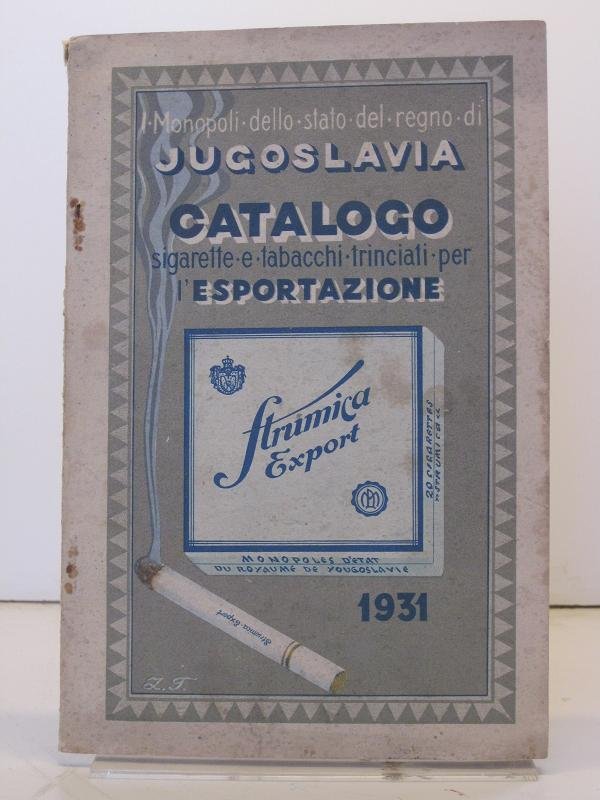 I · Monopoli · dello · stato · del · regno · di
JUGOSLAVIA
CATALOGO
sigarette · e · tabacchi · trinciati · per
l'ESPORTAZIONE
Strumica
Export
20 CIGARETTES
"STRUMICA"
MONOPOLES D'ETAT
DU ROYAUME DE YOUGOSLAVIE
1931
Strumica-Export
Z. T.